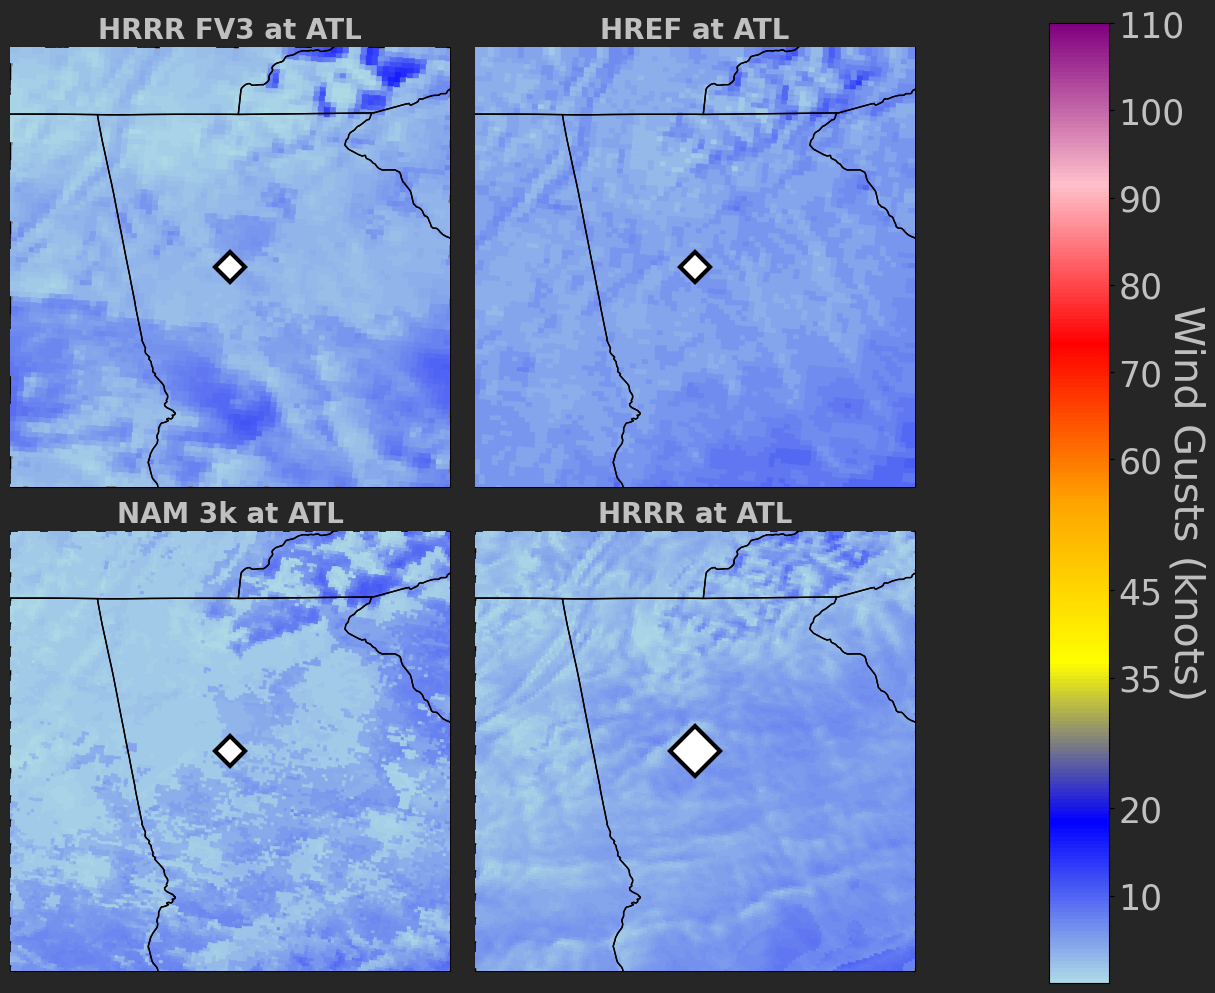 HRRR FV3 at ATL
HREF at ATL
NAM 3k at ATL
HRRR at ATL
110
100
90
80
70
60
45
35
20
10
Wind Gusts (knots)